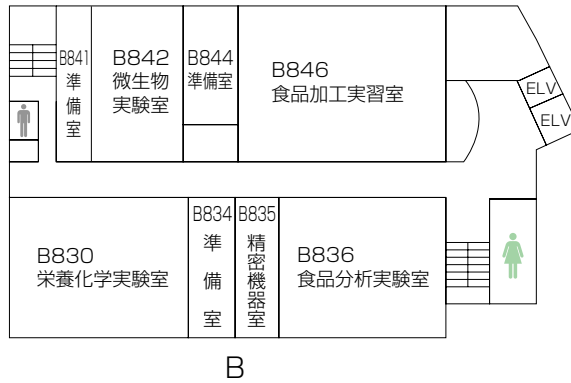 B841
準備室
B842
微生物
実験室
B844
準備室
B846
食品加工実習室
ELV
ELV
B830
栄養化学実験室
B834
準備室
B835
精密機器室
B836
食品分析実験室
B